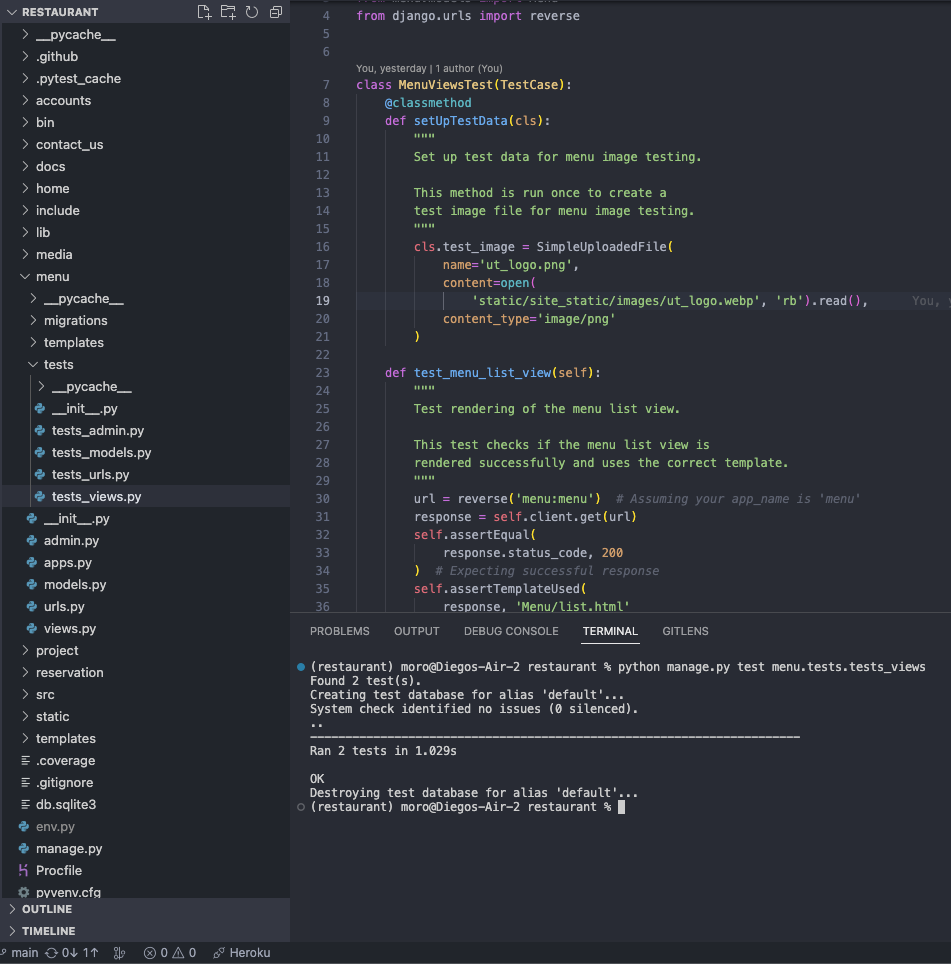 RESTAURANT
__pycache__
.github
.pytest_cache
accounts
bin
contact_us
docs
home
include
lib
media
menu
__pycache__
migrations
templates
tests
__pycache__
__init__.py
tests_admin.py
tests_models.py
tests_urls.py
tests_views.py
__init__.py
admin.py
apps.py
models.py
urls.py
views.py
project
reservation
src
static
templates
.coverage
.gitignore
db.sqlite3
env.py
manage.py
Procfile
pyvenv.cfg
OUTLINE
TIMELINE
4 from django.urls import reverse
5
6
You, yesterday | 1 author (You)
7 class MenuViewsTest(TestCase):
8 @classmethod
9 def setUpTestData(cls):
10 """
11 Set up test data for menu image testing.
12
13 This method is run once to create a
14 test image file for menu image testing.
15 """
16 cls.test_image = SimpleUploadedFile(
17 name='ut_logo.png',
18 content=open(
19 'static/site_static/images/ut_logo.webp', 'rb').read(), You,
20 content_type='image/png'
21 )
22
23 def test_menu_list_view(self):
24 """
25 Test rendering of the menu list view.
26
27 This test checks if the menu list view is
28 rendered successfully and uses the correct template.
29 """
30 url = reverse('menu:menu') # Assuming your app_name is 'menu'
31 response = self.client.get(url)
32 self.assertEqual(
33 response.status_code, 200
34 ) # Expecting successful response
35 self.assertTemplateUsed(
36 response, 'Menu/list.html'
PROBLEMS OUTPUT DEBUG CONSOLE TERMINAL GITLENS
(restaurant) moro@Diegos-Air-2 restaurant % python manage.py test menu.tests.tests_views
Found 2 test(s).
Creating test database for alias 'default'...
System check identified no issues (0 silenced).
..
----------------------------------------------------------------------
Ran 2 tests in 1.029s
OK
Destroying test database for alias 'default'...
(restaurant) moro@Diegos-Air-2 restaurant %
main 0↓ 1↑ 0 0 Heroku